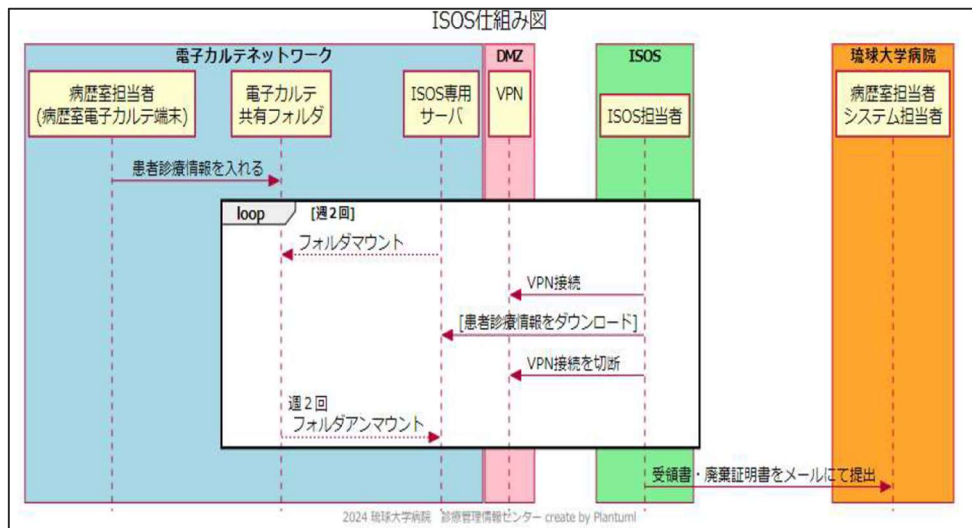 ISOS仕組み図
電子カルテネットワーク
DMZ
ISOS
琉球大学病院
病歴室担当者
(病歴室電子カルテ端末)
電子カルテ
共有フォルダ
ISOS専用
サーバ
VPN
ISOS担当者
病歴室担当者
システム担当者
患者診療情報を入れる
loop
[週2回]
フォルダマウント
VPN接続
[患者診療情報をダウンロード]
VPN接続を切断
週2回
フォルダアンマウント
受領書・廃棄証明書をメールにて提出
2024 琉球大学病院 診療管理情報センター create by Plantuml